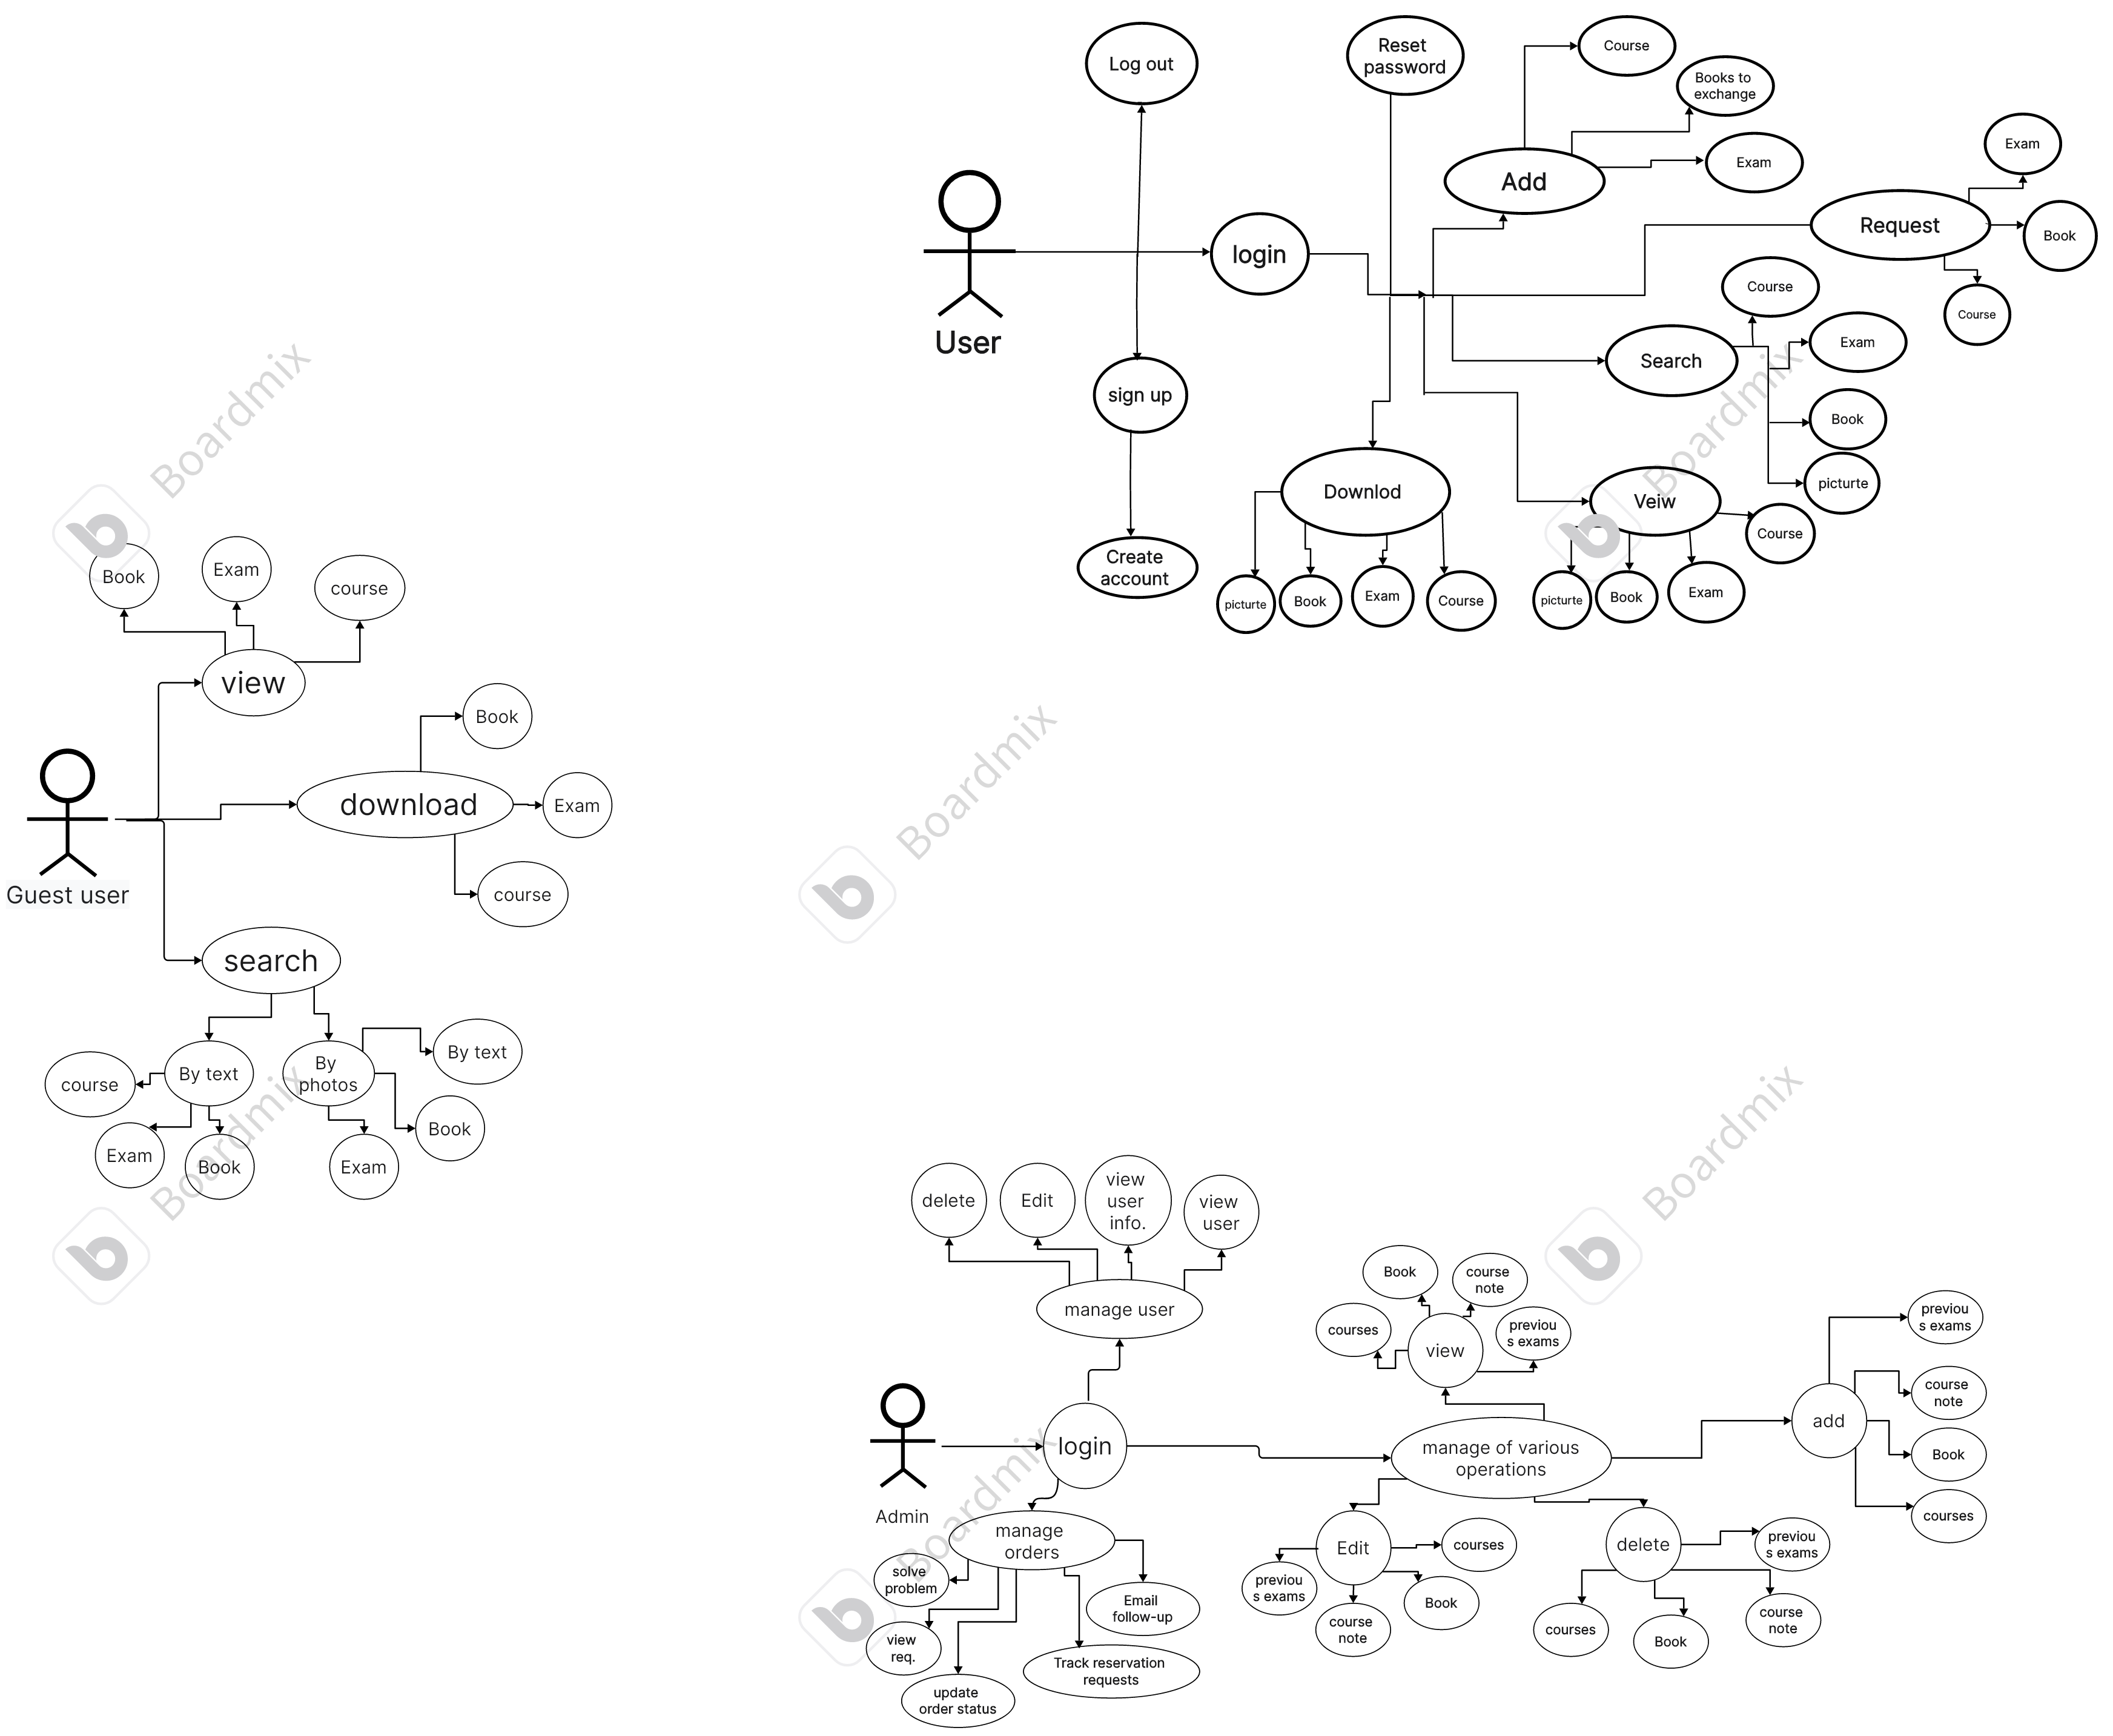 Log out
Reset
password
Course
Books to
exchange
Exam
Add
Exam
Request
Book
Course
login
User
Course
Exam
Search
Book
picturte
sign up
Create
account
Downlod
picturte
Book
Exam
Course
Veiw
Course
picturte
Book
Exam
Boardmix
Boardmix
Book
Exam
course
view
Book
download
Exam
course
Guest user
search
By text
By
photos
By text
course
Exam
Book
Book
Exam
Boardmix
Boardmix
Boardmix
delete
Edit
view
user
info.
view
user
manage user
login
Admin
manage
orders
solve
problem
view
req.
update
order status
Track reservation
requests
Email
follow-up
Boardmix
manage of various
operations
view
courses
Book
course
note
previou
s exams
add
previou
s exams
course
note
Book
courses
Edit
courses
previou
s exams
course
note
Book
delete
previou
s exams
courses
Book
course
note